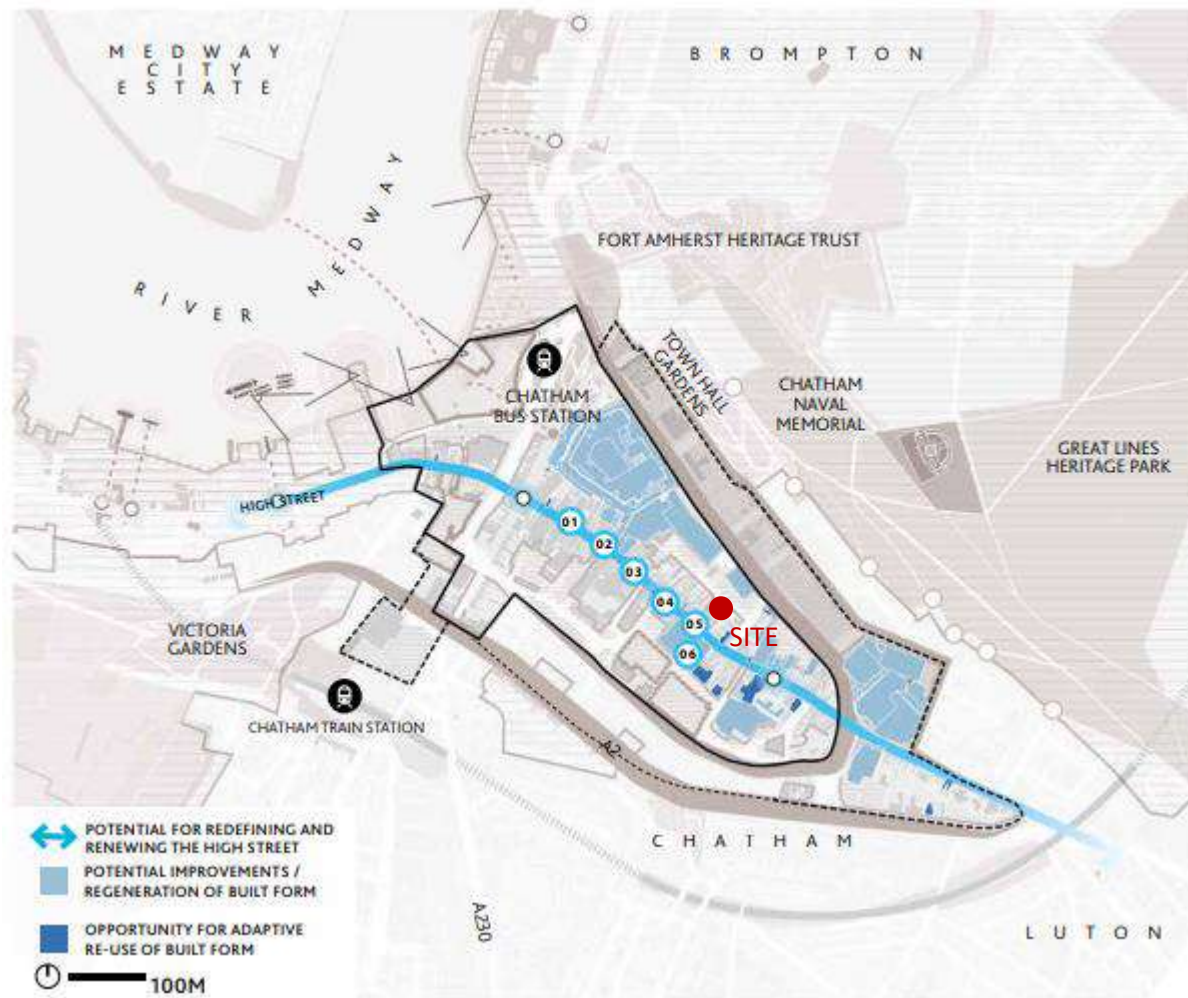 MEDWAY
CITY
ESTATE
BROMPTON
RIVER MEDWAY
FORT AMHERST HERITAGE TRUST
TOWN HALL
GARDENS
CHATHAM
BUS STATION
CHATHAM
NAVAL
MEMORIAL
GREAT LINES
HERITAGE PARK
HIGH STREET
01
02
03
04
05
06
SITE
VICTORIA
GARDENS
CHATHAM TRAIN STATION
A2
CHATHAM
A230
LUTON
POTENTIAL FOR REDEFINING AND
RENEWING THE HIGH STREET
POTENTIAL IMPROVEMENTS /
REGENERATION OF BUILT FORM
OPPORTUNITY FOR ADAPTIVE
RE-USE OF BUILT FORM
100M